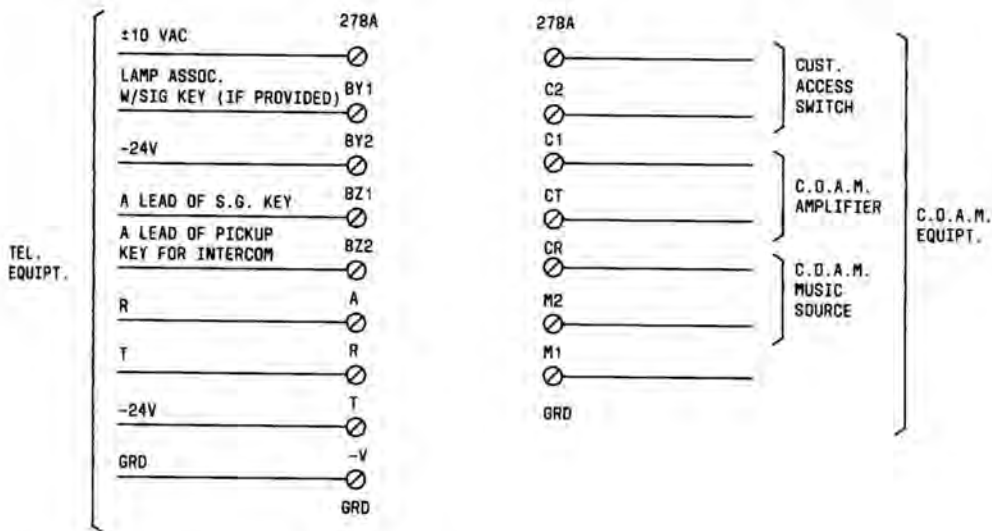 278A
±10 VAC
LAMP ASSOC.
W/SIG KEY (IF PROVIDED)
BY1
-24V
BY2
A LEAD OF S.G. KEY
BZ1
A LEAD OF PICKUP
KEY FOR INTERCOM
BZ2
TEL.
EQUIPT.
R
A
T
R
-24V
T
GRD
-V
GRD
278A
C2
C1
CT
CR
M2
M1
GRD
CUST.
ACCESS
SWITCH
C.O.A.M.
AMPLIFIER
C.O.A.M.
MUSIC
SOURCE
C.O.A.M.
EQUIPT.